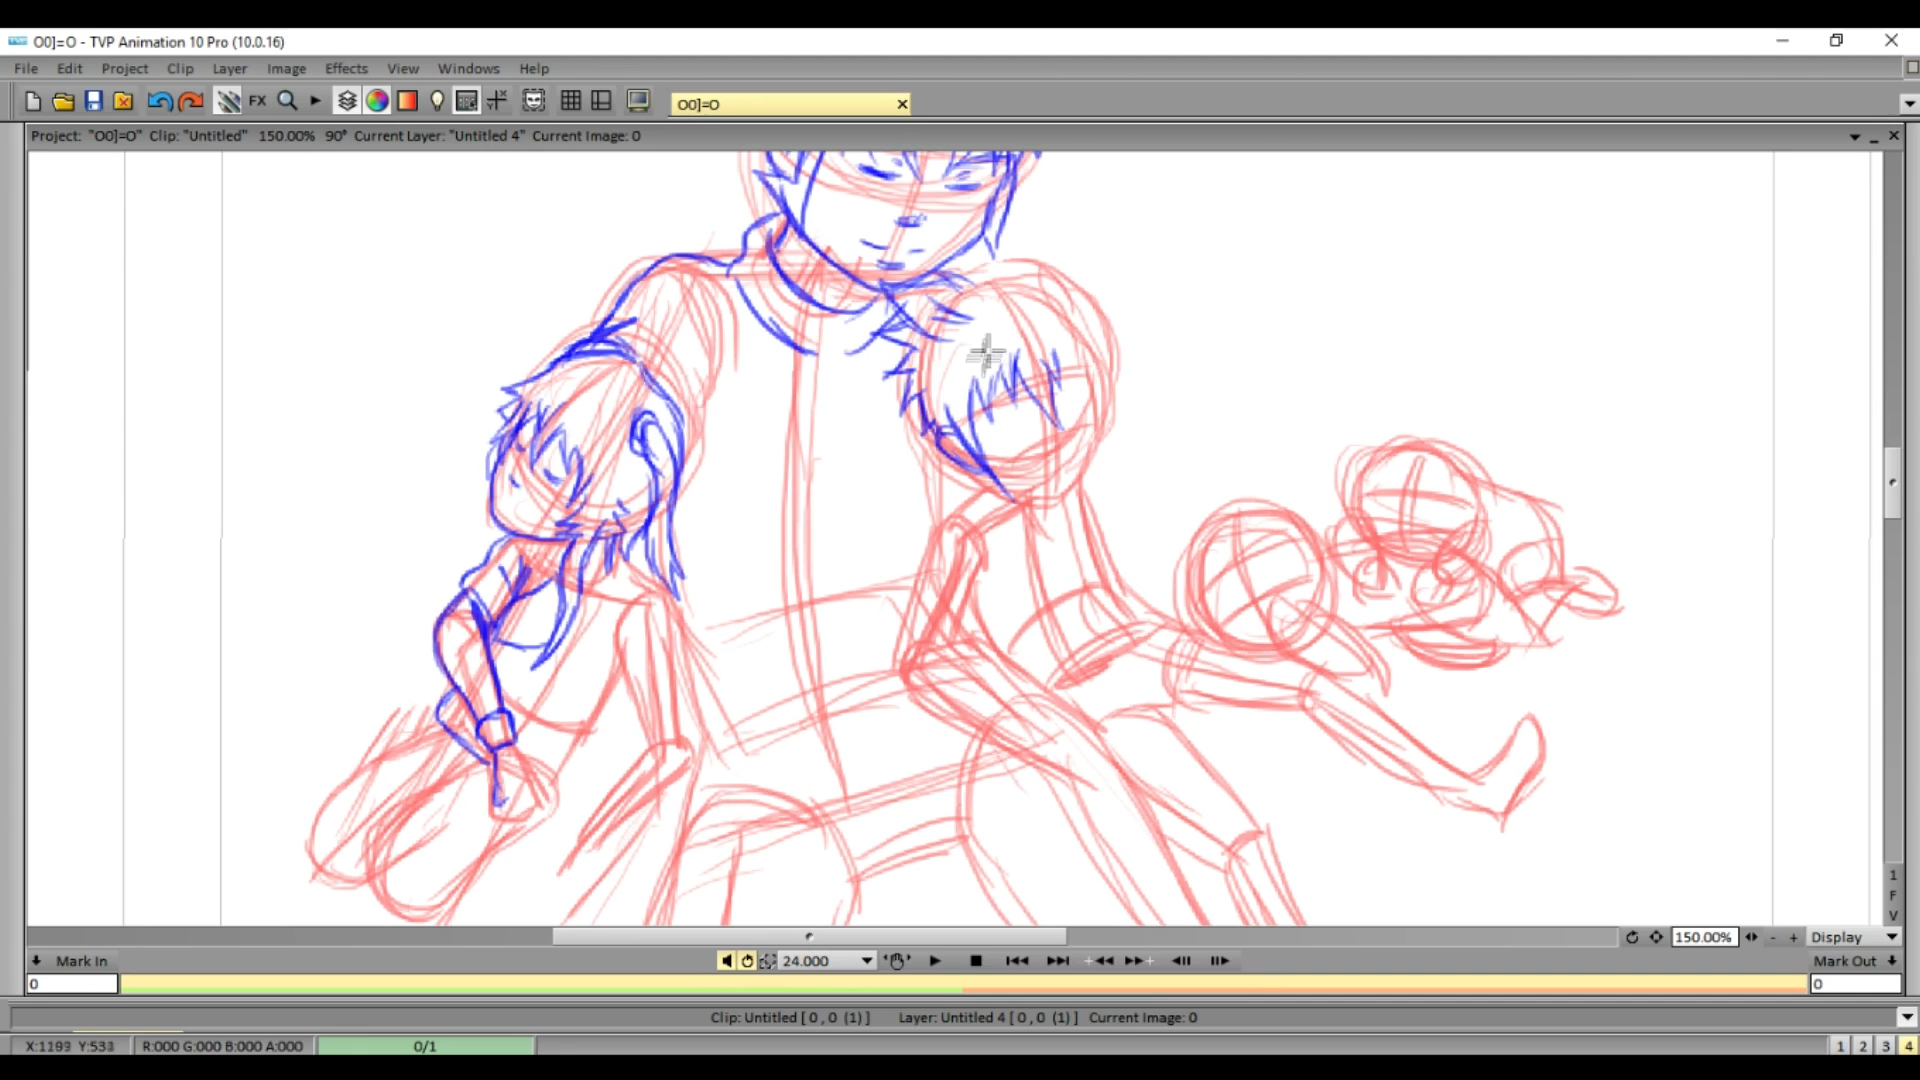 O0]=O - TVP Animation 10 Pro (10.0.16)
File Edit Project Clip Layer Image Effects View Windows Help
FX
O0]=O
Project: "O0]=O" Clip: "Untitled" 150.00% 90° Current Layer: "Untitled 4" Current Image: 0
1
F
V
150.00% - + Display
Mark In 24.000 Mark Out
0 0
Clip: Untitled [ 0 , 0 (1) ] Layer: Untitled 4 [ 0 , 0 (1) ] Current Image: 0
X:1193 Y:533 R:000 G:000 B:000 A:000 0/1 1 2 3 4